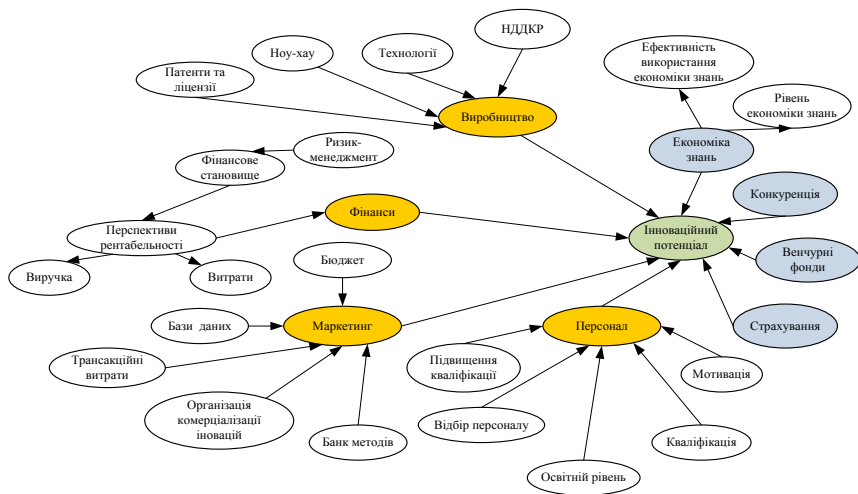 НДДКР
Ноу-хау
Технології
Патенти та
ліцензії
Виробництво
Ефективність
використання
економіки знань
Рівень
економіки знань
Економіка
знань
Ризик-
менеджмент
Фінансове
становище
Фінанси
Перспективи
рентабельності
Виручка
Витрати
Конкуренція
Інноваційний
потенціал
Венчурні
фонди
Страхування
Бюджет
Бази даних
Маркетинг
Трансакційні
витрати
Організація
комерціалізації
іновацій
Банк методів
Персонал
Підвищення
кваліфікації
Відбір персоналу
Освітній рівень
Кваліфікація
Мотивація